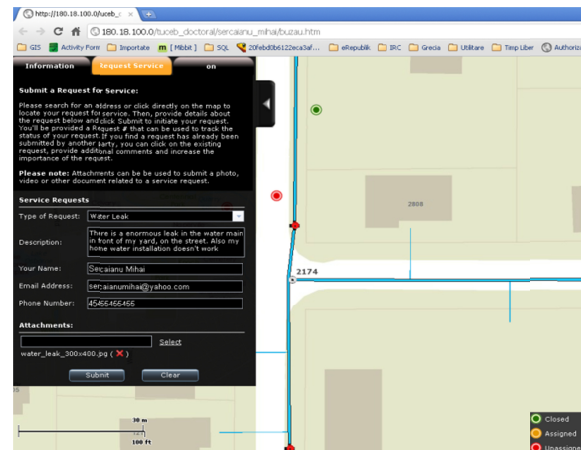 http://180.18.100.0/uceb_c
180.18.100.0/tuceb_doctoral/sercaianu_mihai/buzau.htm
GIS Activity Form Importate [Mibbit] SQL 20febd0b6122eca3af... eRepublik IRC Grecia Utilitare Timp Liber Authoriz
Information Request Service on
Submit a Request for Service:
Please search for an address or click directly on the map to
locate your request for service. Then, provide details about
the request below and click Submit to initiate your request.
You'll be provided a Request # that can be used to track the
status of your request. If you find a request has already been
submitted by another party, you can click on the existing
request, provide additional comments and increase the
importance of the request.
Please note: Attachments can be be used to submit a photo,
video or other document related to a service request.
Service Requests
Type of Request: Water Leak
Description: There is a enormous leak in the water main
in front of my yard, on the street. Also my
home water installation doesn't work
Your Name: Sercaianu Mihai
Email Address: sercaianumihai@yahoo.com
Phone Number: 45466466466
Attachments:
Select
water_leak_300x400.jpg ( X )
Submit Clear
2808
2174
30 m
100 ft
Closed
Assigned
Unassigne